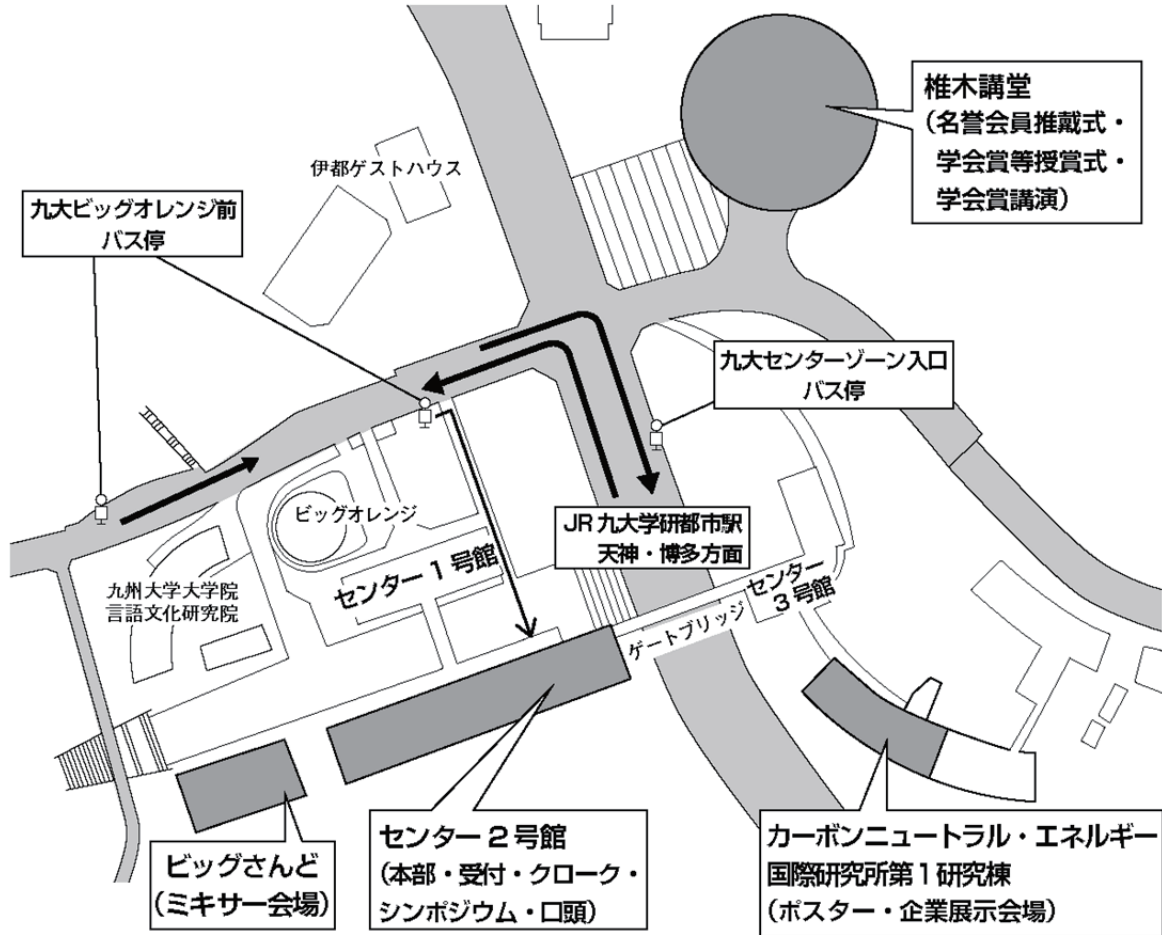 椎木講堂
（名誉会員推戴式・
学会賞等授賞式・
学会賞講演）
伊都ゲストハウス
九大ビッグオレンジ前
バス停
九大センターゾーン入口
バス停
ビッグオレンジ
JR 九大学研都市駅
天神・博多方面
センター1号館
センター
3号館
九州大学大学院
言語文化研究院
ゲートブリッジ
ビッグさんど
（ミキサー会場）
センター2号館
（本部・受付・クローク・
シンポジウム・口頭）
カーボンニュートラル・エネルギー
国際研究所第1研究棟
（ポスター・企業展示会場）